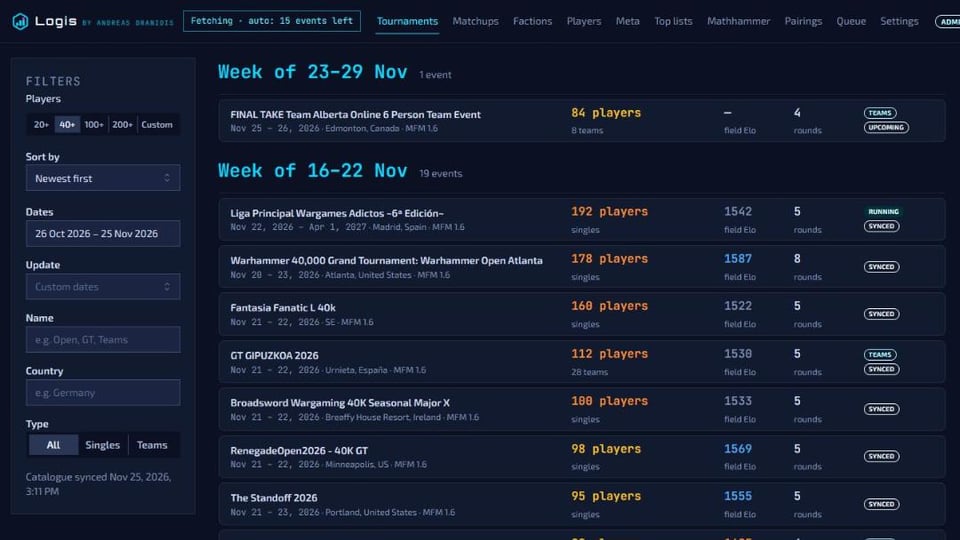 Logis BY ANDREAS DRANIDIS
Fetching · auto: 15 events left
Tournaments Matchups Factions Players Meta Top lists Mathhammer Pairings Queue Settings
FILTERS
Players
20+ 40+ 100+ 200+ Custom
Sort by
Newest first
Dates
26 Oct 2026 – 25 Nov 2026
Update
Custom dates
Name
e.g. Open, GT, Teams
Country
e.g. Germany
Type
All Singles Teams
Catalogue synced Nov 25, 2026,
3:11 PM
Week of 23–29 Nov 1 event
FINAL TAKE Team Alberta Online 6 Person Team Event 84 players – 4 TEAMS
Nov 25 – 26, 2026 · Edmonton, Canada · MFM 1.6 8 teams field Elo rounds UPCOMING
Week of 16–22 Nov 19 events
Liga Principal Wargames Adictos ~6ª Edición~ 192 players 1542 5 RUNNING
Nov 22, 2026 – Apr 1, 2027 · Madrid, Spain · MFM 1.6 singles field Elo rounds SYNCED
Warhammer 40,000 Grand Tournament: Warhammer Open Atlanta 178 players 1587 8 SYNCED
Nov 20 – 23, 2026 · Atlanta, United States · MFM 1.6 singles field Elo rounds
Fantasia Fanatic L 40k 160 players 1522 5 SYNCED
Nov 21 – 22, 2026 · SE · MFM 1.6 singles field Elo rounds
GT GIPUZKOA 2026 112 players 1530 5 TEAMS
Nov 21 – 22, 2026 · Urnieta, España · MFM 1.6 28 teams field Elo rounds SYNCED
Broadsword Wargaming 40K Seasonal Major X 100 players 1533 5 SYNCED
Nov 21 – 22, 2026 · Breaffy House Resort, Ireland · MFM 1.6 singles field Elo rounds
RenegadeOpen2026 - 40K GT 98 players 1569 5 SYNCED
Nov 21 – 22, 2026 · Minneapolis, US · MFM 1.6 singles field Elo rounds
The Standoff 2026 95 players 1555 5 SYNCED
Nov 21 – 23, 2026 · Portland, United States · MFM 1.6 singles field Elo rounds